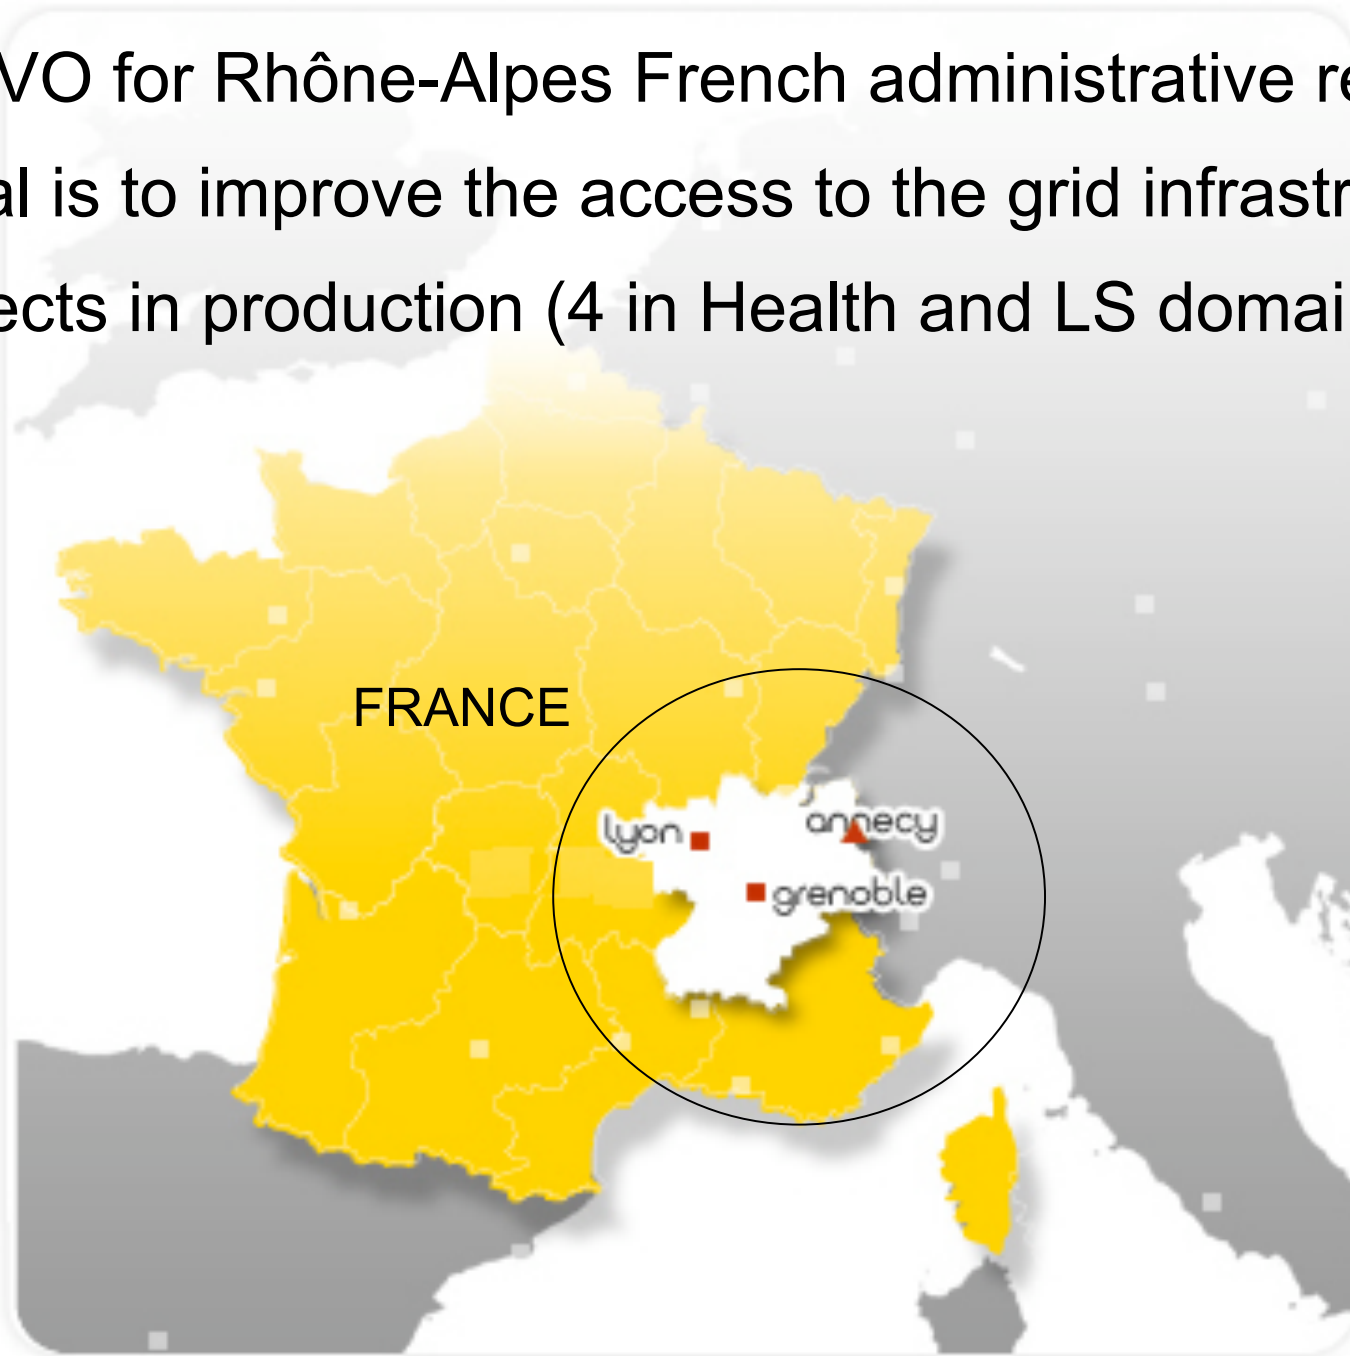 VO for Rhône-Alpes French administrative re
al is to improve the access to the grid infrastr
ects in production (4 in Health and LS domai
FRANCE
lyon
annecy
grenoble